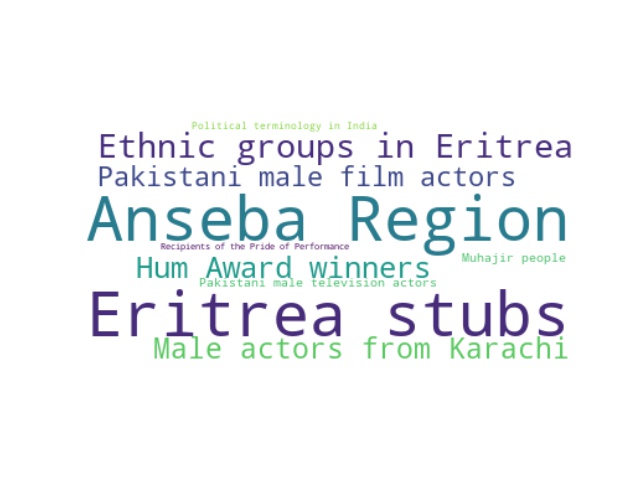 Political terminology in India
Ethnic groups in Eritrea
Pakistani male film actors
Anseba Region
Recipients of the Pride of Performance
Muhajir people
Hum Award winners
Pakistani male television actors
Eritrea stubs
Male actors from Karachi